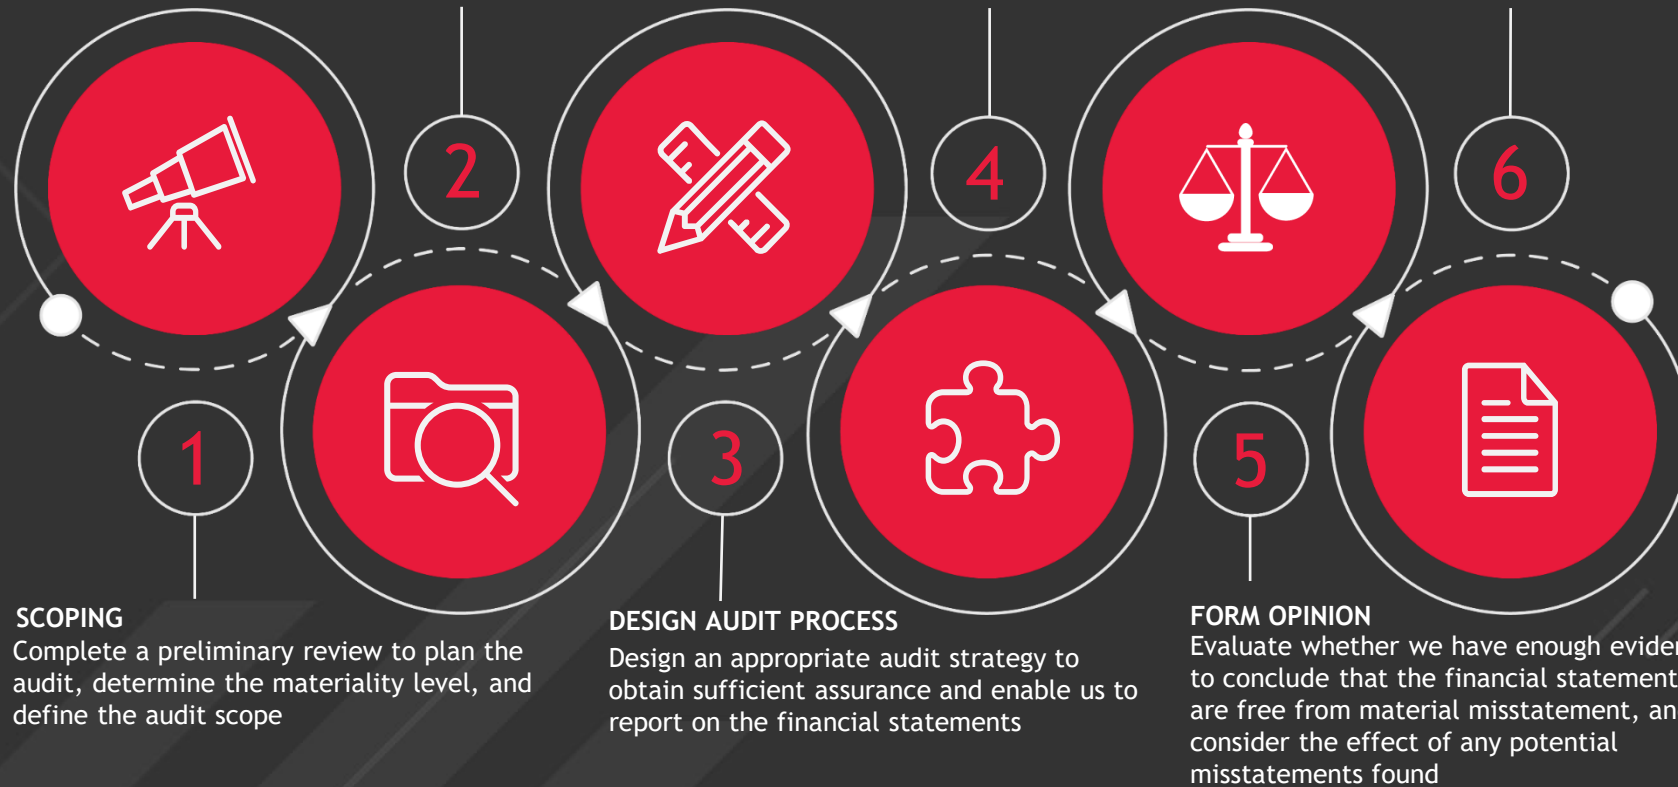 2
4
6
1
3
5
SCOPING
Complete a preliminary review to plan the
audit, determine the materiality level, and
define the audit scope
DESIGN AUDIT PROCESS
Design an appropriate audit strategy to
obtain sufficient assurance and enable us to
report on the financial statements
FORM OPINION
Evaluate whether we have enough
to conclude that the financial statement
are free from material misstatement,
consider the effect of any potential
misstatements found